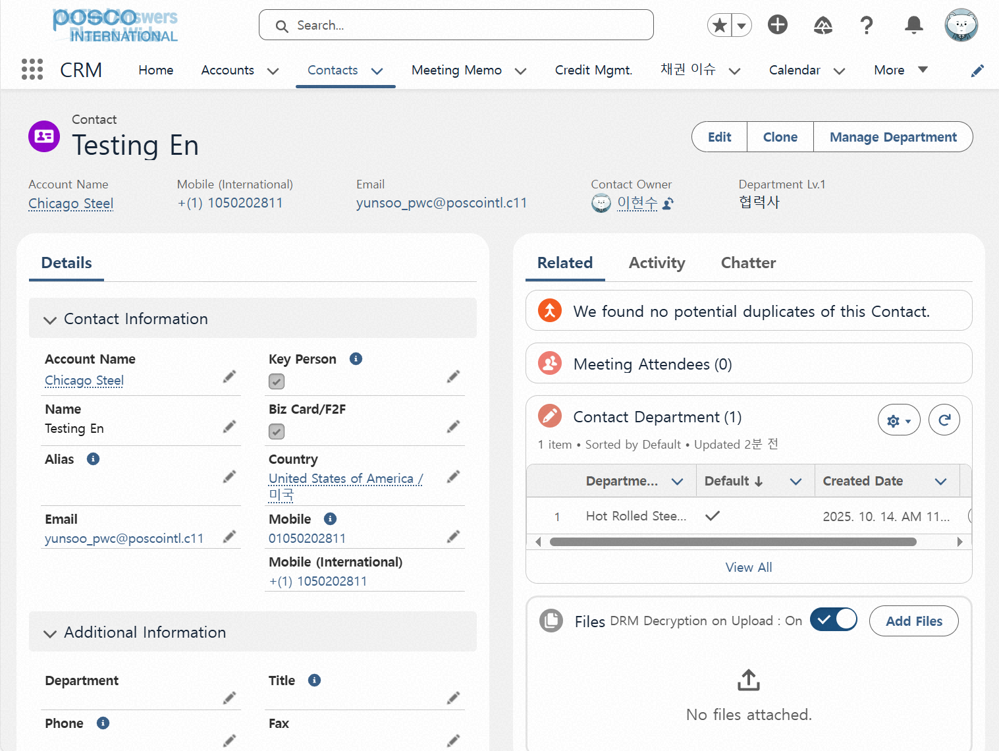 posco
INTERNATIONAL
We Find Answers
Search...
CRM
Home
Accounts
Contacts
Meeting Memo
Credit Mgmt.
채권 이슈
Calendar
More
Contact
Testing En
Edit
Clone
Manage Department
Account Name
Chicago Steel
Mobile (International)
+(1) 1050202811
Email
yunsoo_pwc@poscointl.c11
Contact Owner
이현수
Department Lv.1
협력사
Details
Contact Information
Account Name
Chicago Steel
Key Person
Name
Testing En
Biz Card/F2F
Alias
Country
United States of America /
미국
Email
yunsoo_pwc@poscointl.c11
Mobile
01050202811
Mobile (International)
+(1) 1050202811
Additional Information
Department
Title
Phone
Fax
Related
Activity
Chatter
We found no potential duplicates of this Contact.
Meeting Attendees (0)
Contact Department (1)
1 item • Sorted by Default • Updated 2분 전
Departme...
Default
Created Date
1
Hot Rolled Stee...
2025. 10. 14. AM 11...
View All
Files
DRM Decryption on Upload : On
Add Files
No files attached.